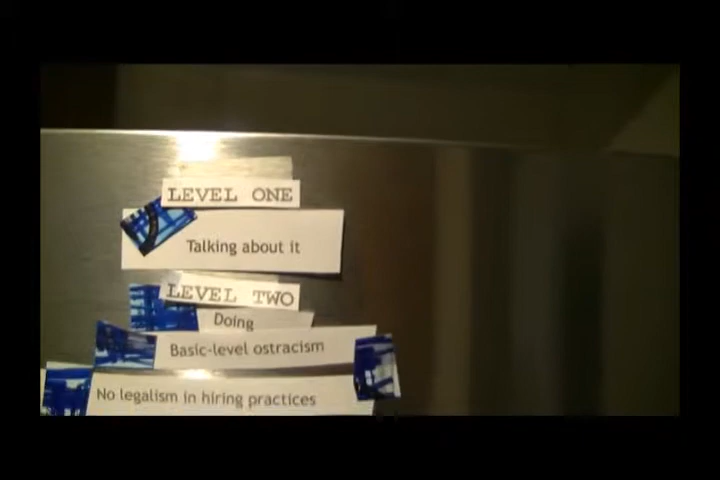 LEVEL ONE
Talking about it
LEVEL TWO
Doing
Basic-level ostracism
No legalism in hiring practices